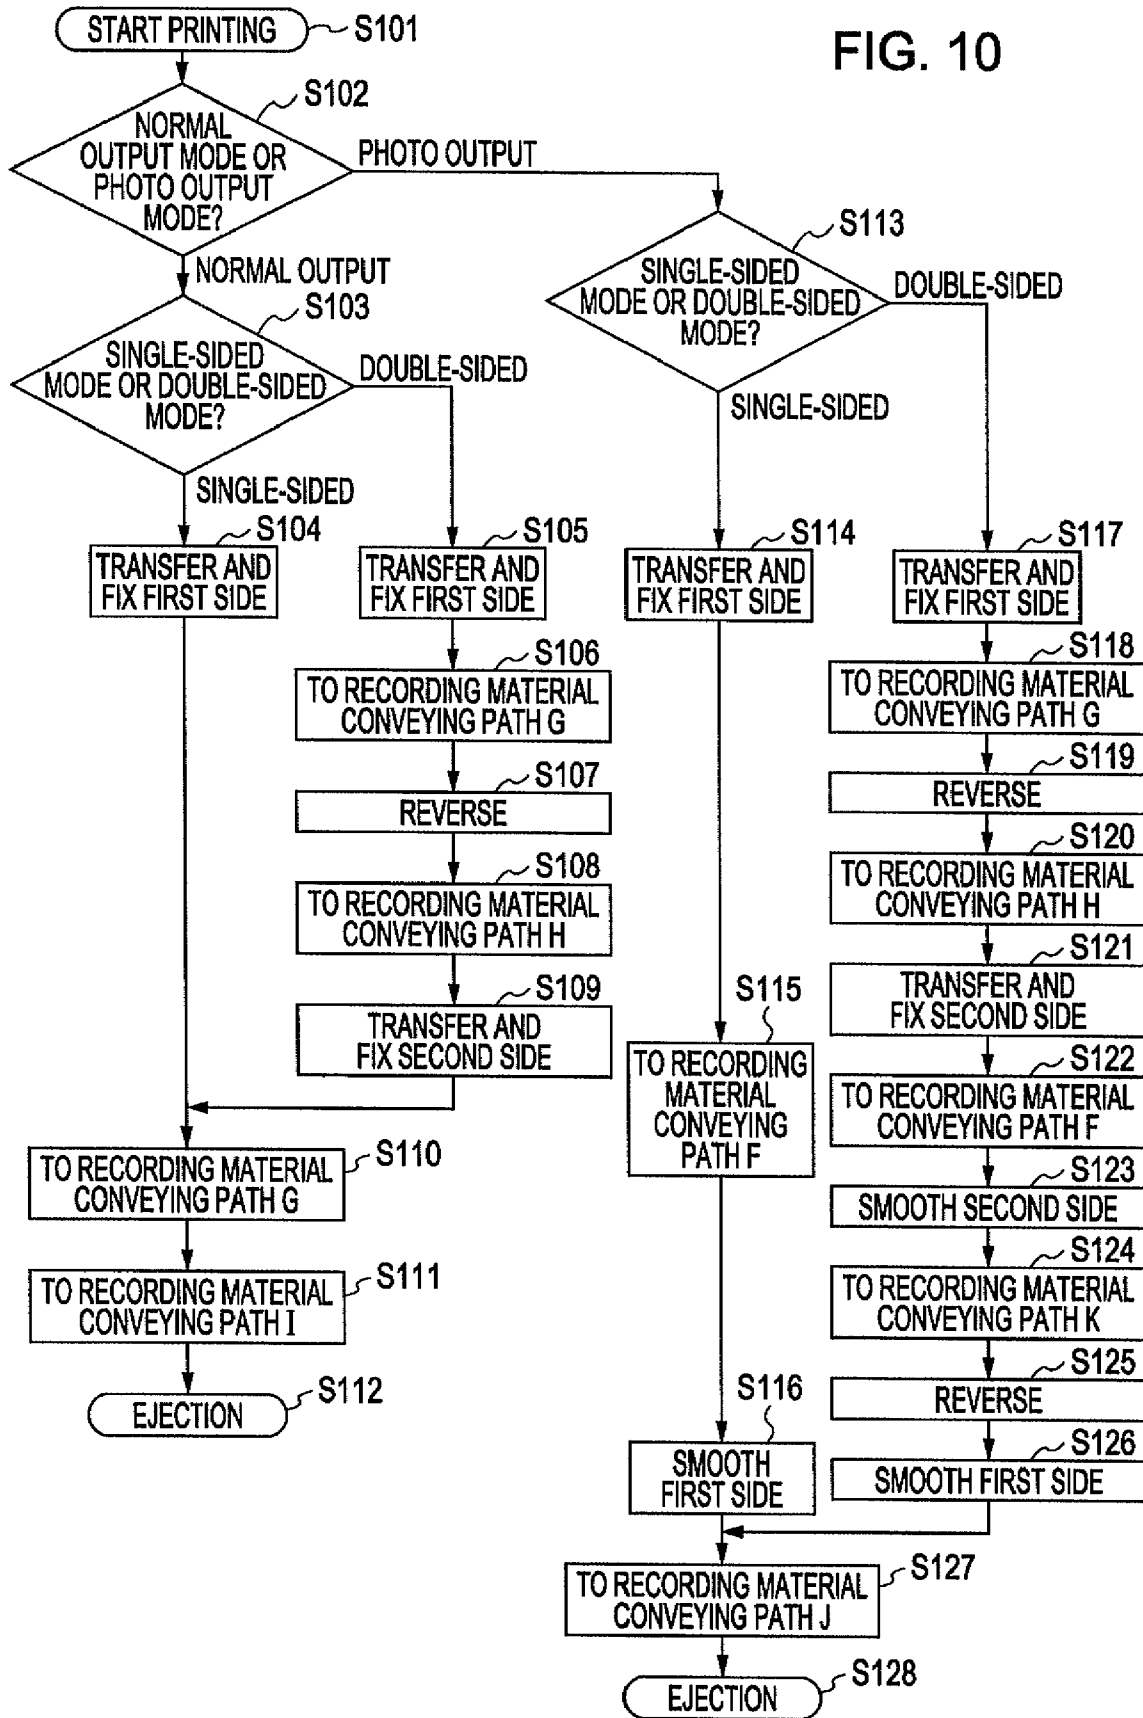 FIG. 10
START PRINTING
S101
S102
NORMAL
OUTPUT MODE OR
PHOTO OUTPUT
MODE?
PHOTO OUTPUT
NORMAL OUTPUT
S103
SINGLE-SIDED
MODE OR DOUBLE-SIDED
MODE?
DOUBLE-SIDED
SINGLE-SIDED
S104
TRANSFER AND
FIX FIRST SIDE
S105
TRANSFER AND
FIX FIRST SIDE
S106
TO RECORDING MATERIAL
CONVEYING PATH G
S107
REVERSE
S108
TO RECORDING MATERIAL
CONVEYING PATH H
S109
TRANSFER AND
FIX SECOND SIDE
S110
TO RECORDING MATERIAL
CONVEYING PATH G
S111
TO RECORDING MATERIAL
CONVEYING PATH I
S112
EJECTION
S113
SINGLE-SIDED
MODE OR DOUBLE-SIDED
MODE?
DOUBLE-SIDED
SINGLE-SIDED
S114
TRANSFER AND
FIX FIRST SIDE
S115
TO RECORDING
MATERIAL
CONVEYING
PATH F
S116
SMOOTH
FIRST SIDE
S117
TRANSFER AND
FIX FIRST SIDE
S118
TO RECORDING MATERIAL
CONVEYING PATH G
S119
REVERSE
S120
TO RECORDING MATERIAL
CONVEYING PATH H
S121
TRANSFER AND
FIX SECOND SIDE
S122
TO RECORDING MATERIAL
CONVEYING PATH F
S123
SMOOTH SECOND SIDE
S124
TO RECORDING MATERIAL
CONVEYING PATH K
S125
REVERSE
S126
SMOOTH FIRST SIDE
S127
TO RECORDING MATERIAL
CONVEYING PATH J
S128
EJECTION